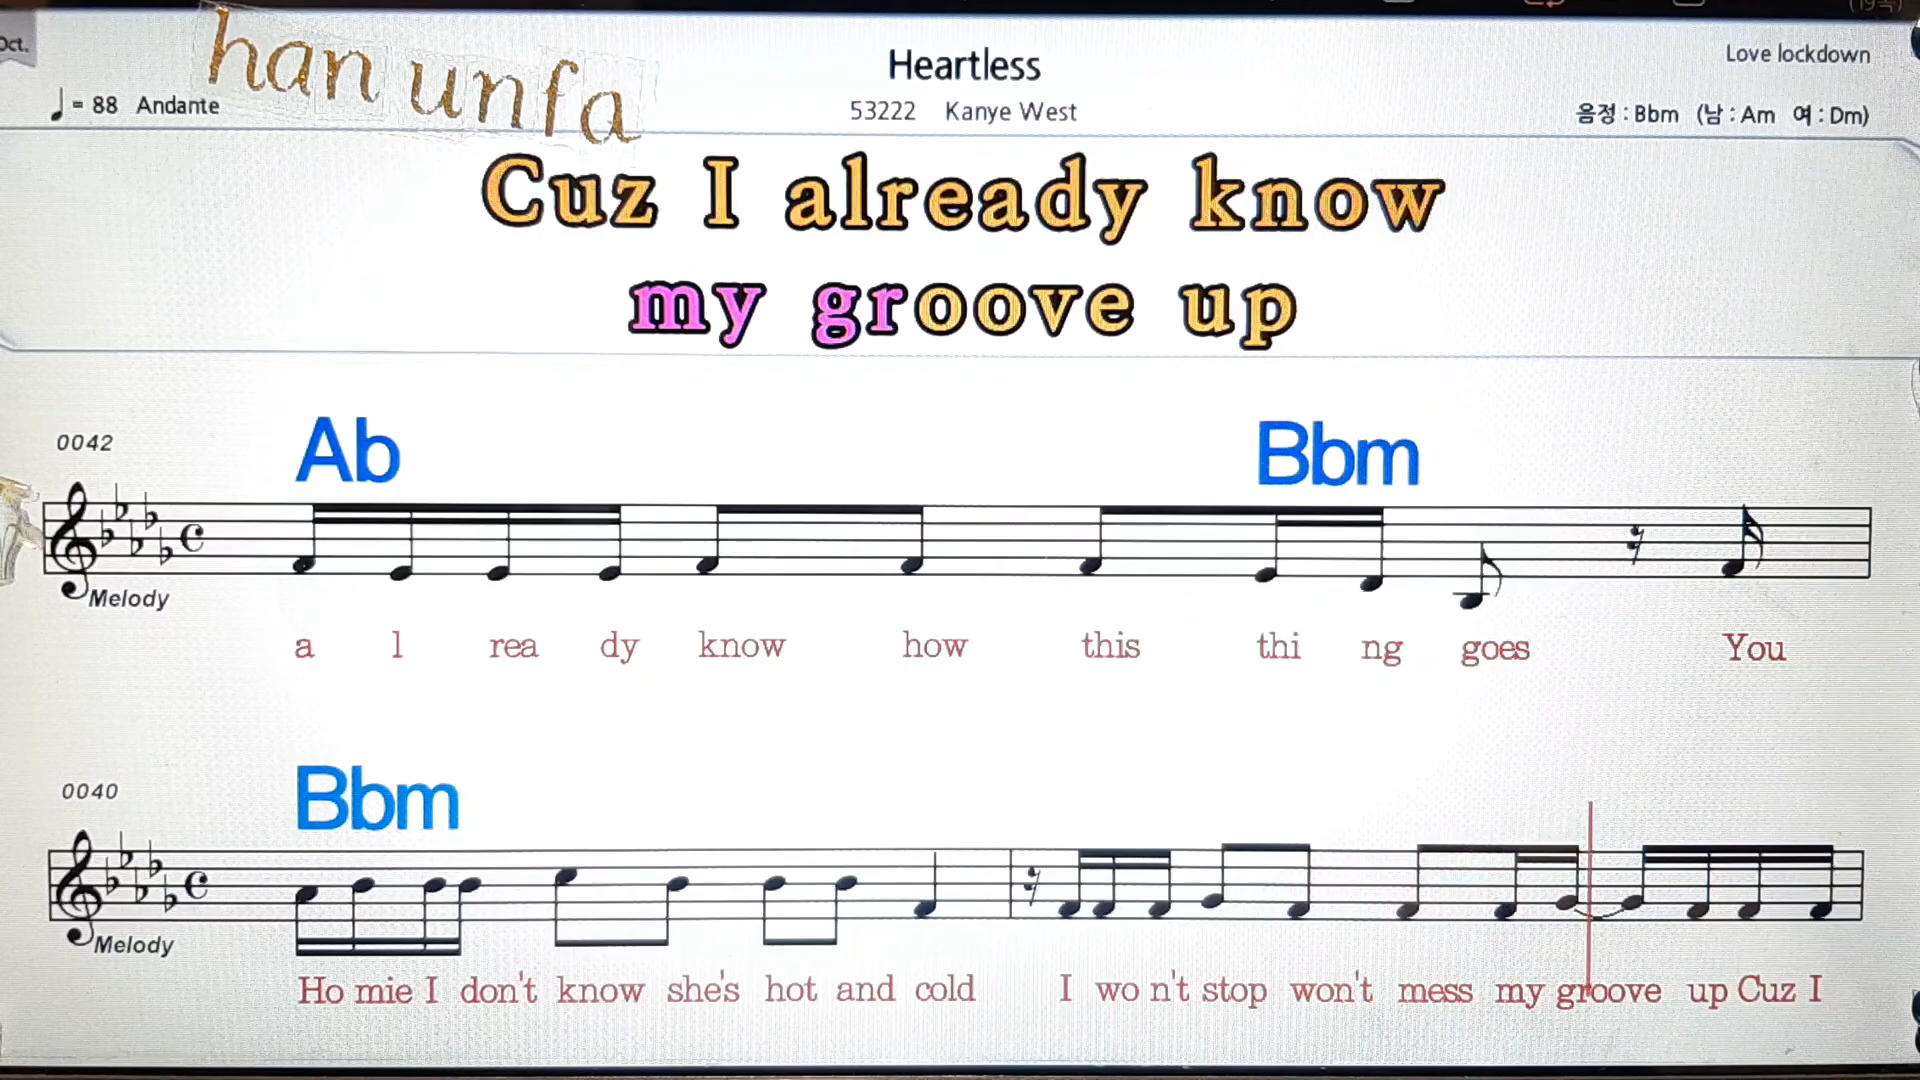 Oct.
han unfa
Heartless
Love lockdown
= 88 Andante
53222 Kanye West
음정 : Bbm (남 : Am 여 : Dm)
Cuz I already know
my groove up
0042
Ab Bbm
Melody
a l rea dy know how this thi ng goes You
0040
Bbm
Melody
Ho mie I don't know she's hot and cold I wo n't stop won't mess my groove up Cuz I